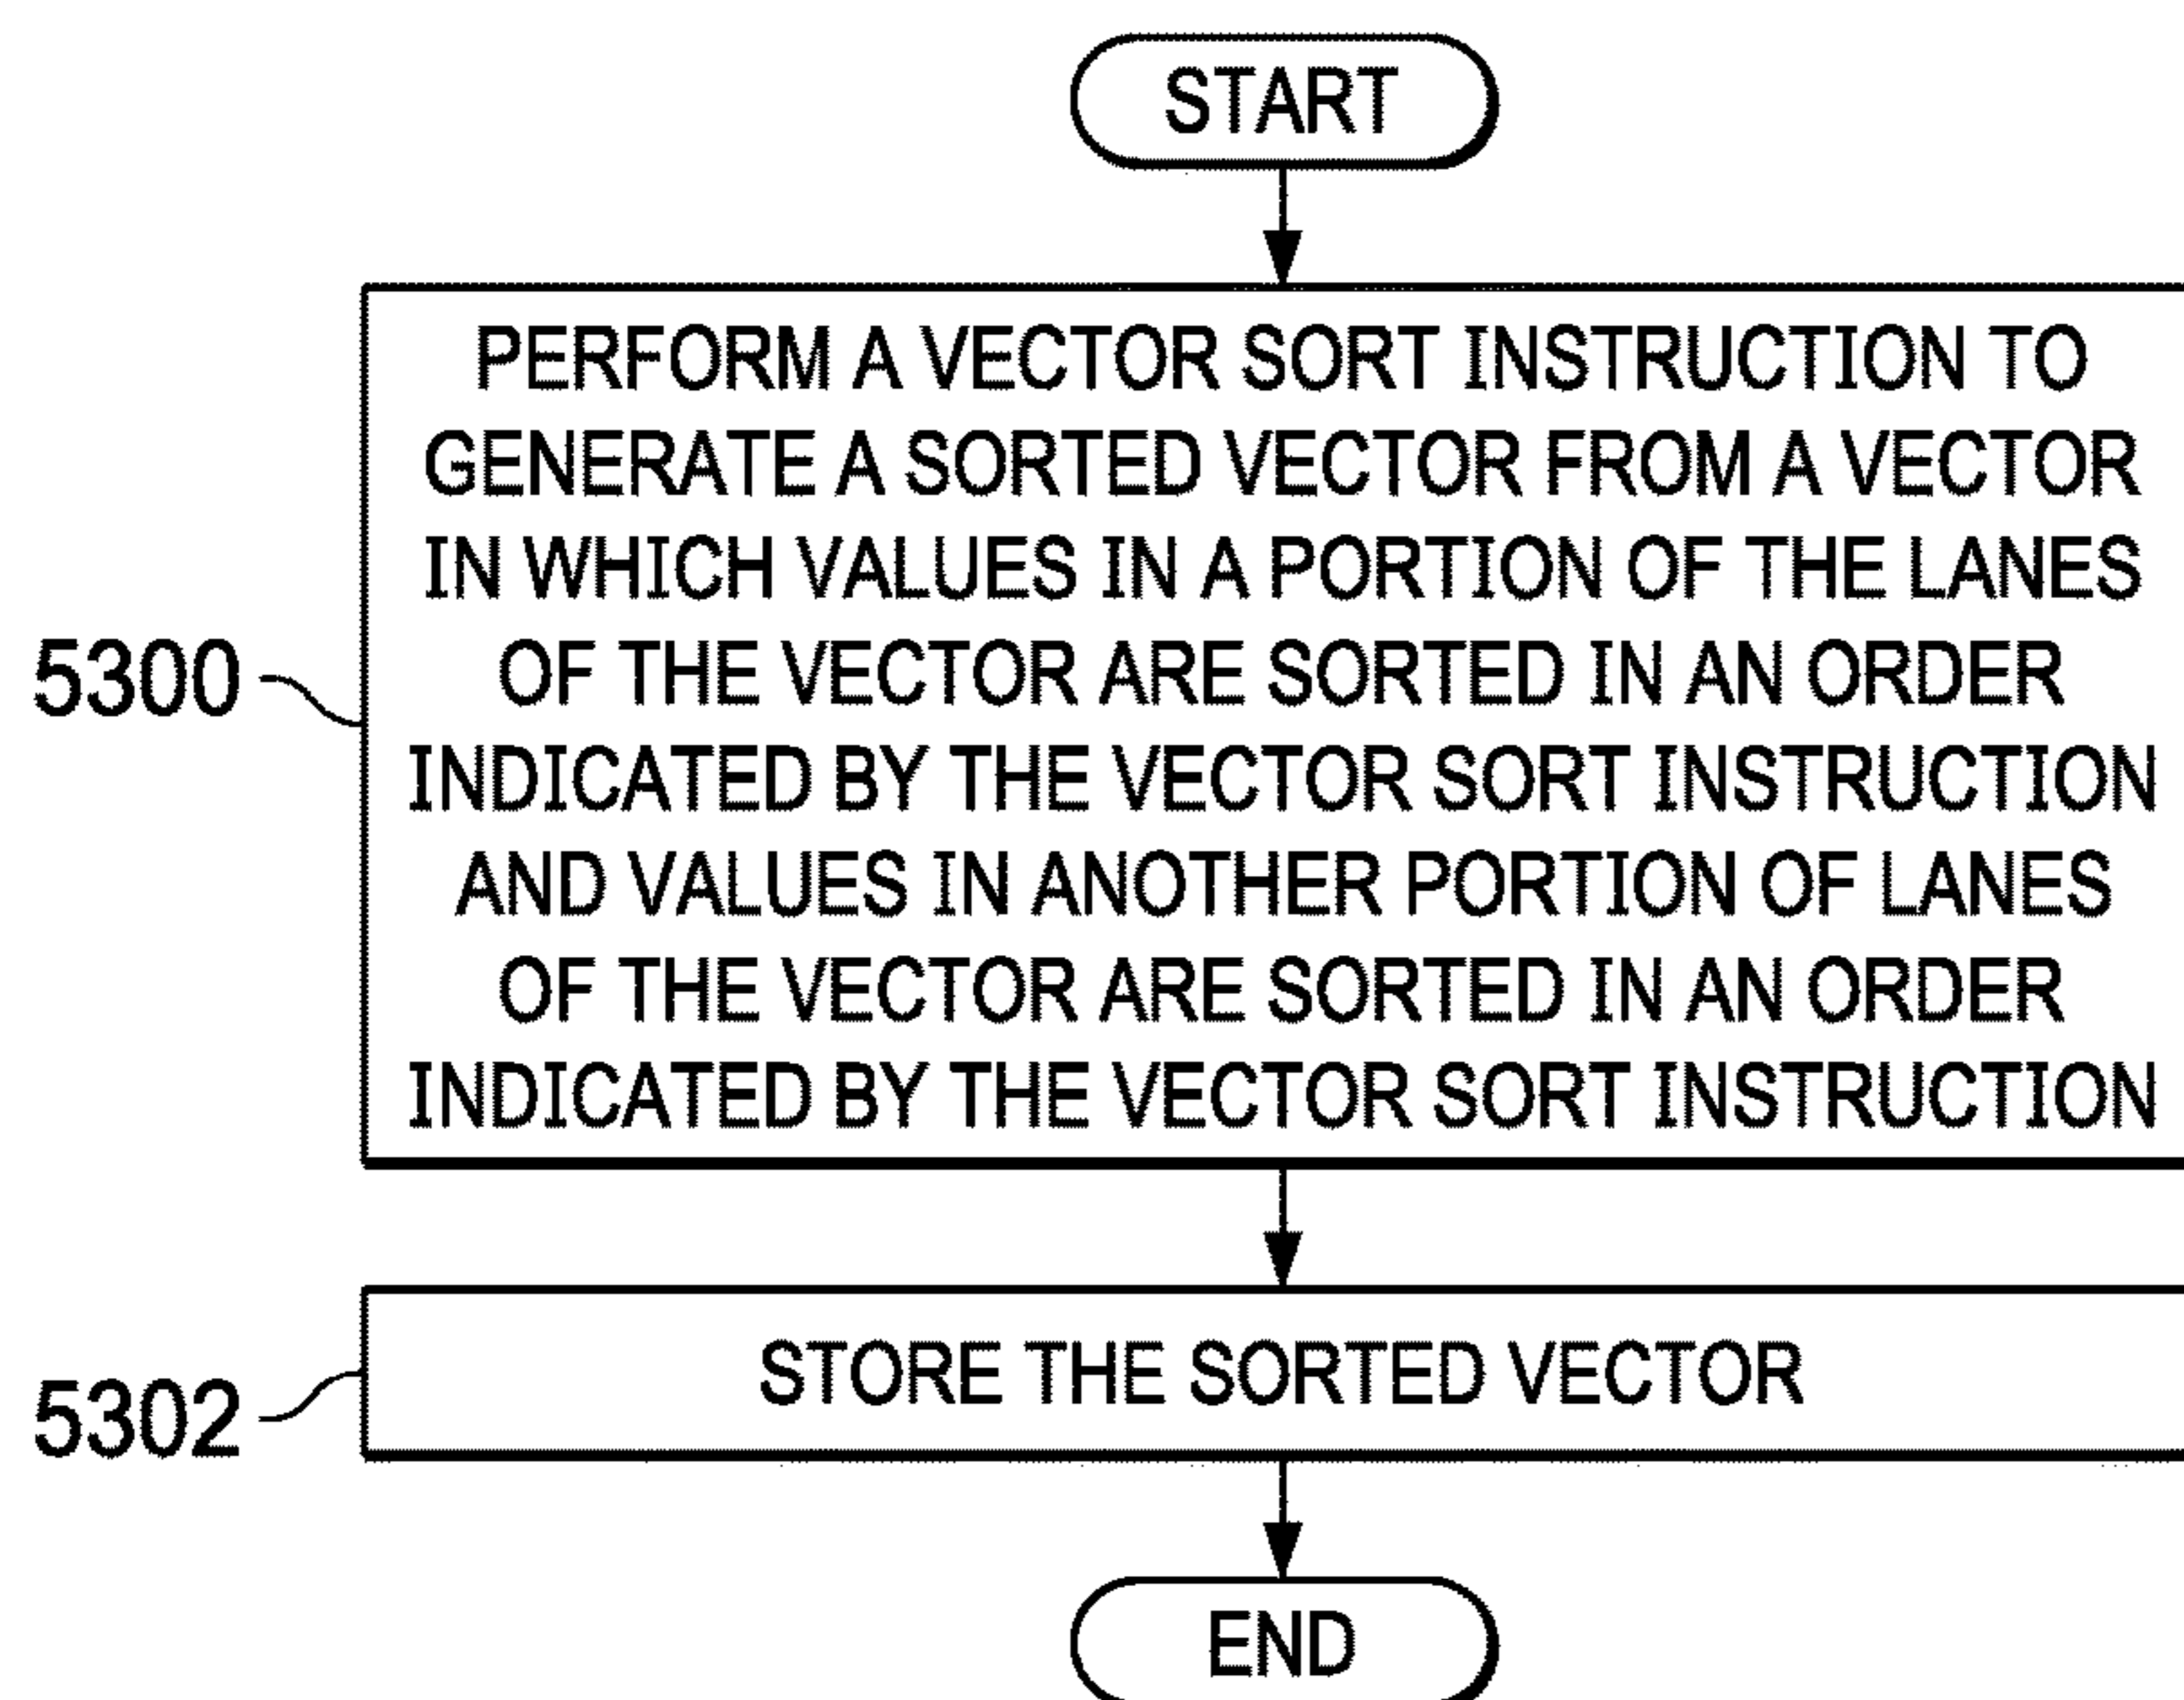 START
PERFORM A VECTOR SORT INSTRUCTION TO
GENERATE A SORTED VECTOR FROM A VECTOR
IN WHICH VALUES IN A PORTION OF THE LANES
OF THE VECTOR ARE SORTED IN AN ORDER
INDICATED BY THE VECTOR SORT INSTRUCTION
AND VALUES IN ANOTHER PORTION OF LANES
OF THE VECTOR ARE SORTED IN AN ORDER
INDICATED BY THE VECTOR SORT INSTRUCTION
5300
STORE THE SORTED VECTOR
5302
END